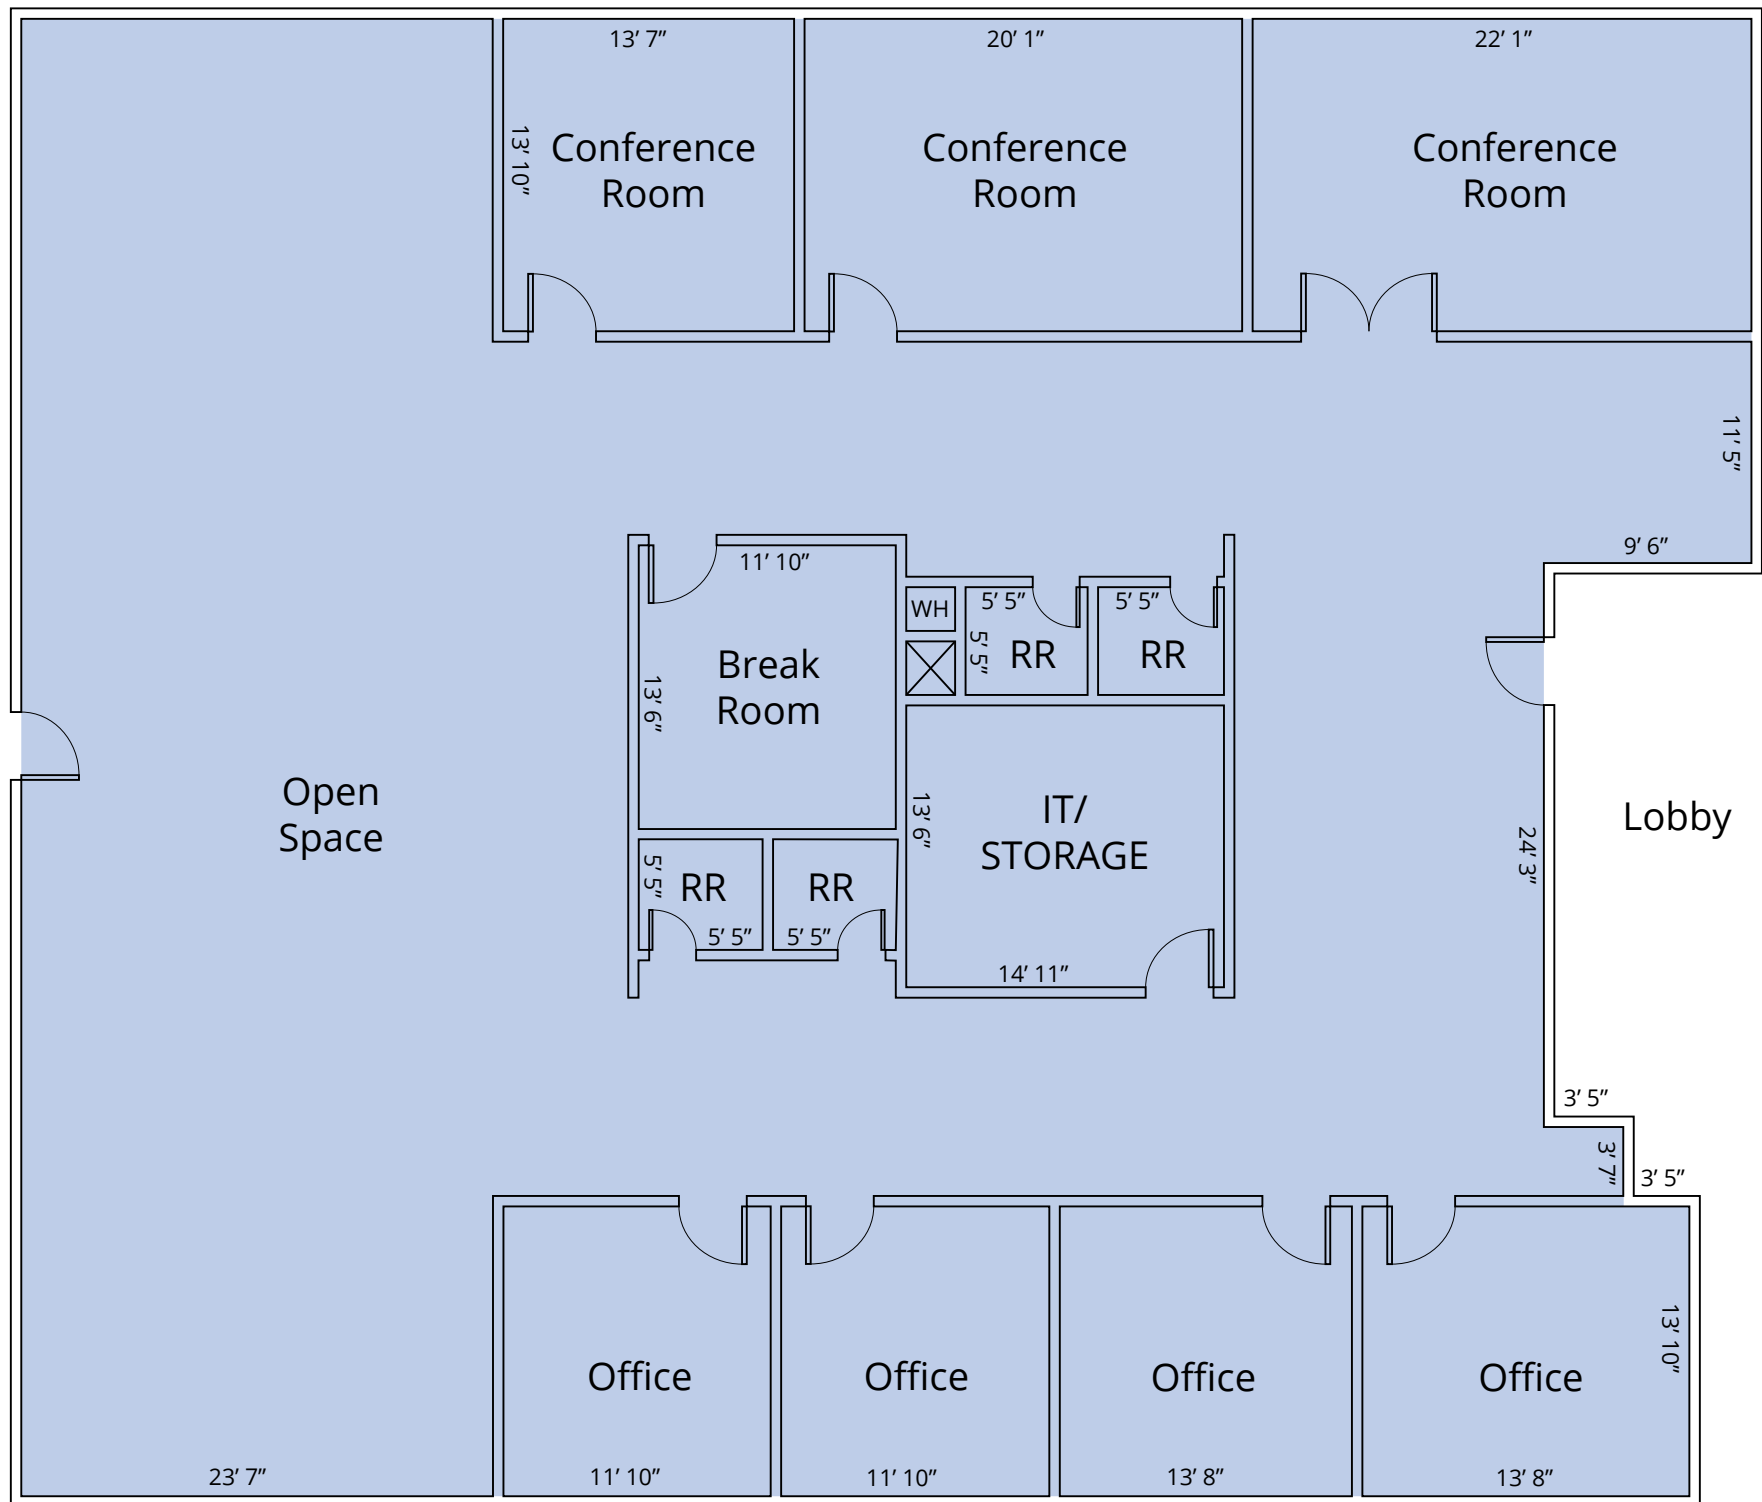 13’ 7”
20’ 1”
22’ 1”
13’ 10”
Conference
Room
Conference
Room
Conference
Room
11’ 5”
9’ 6”
11’ 10”
WH
5’ 5”
5’ 5”
5’ 5”
RR
RR
Break
Room
13’ 6”
Open
Space
13’ 6”
IT/
STORAGE
Lobby
24’ 3”
5’ 5”
RR
RR
5’ 5”
5’ 5”
14’ 11”
3’ 5”
3’ 7”
3’ 5”
13’ 10”
Office
Office
Office
Office
23’ 7”
11’ 10”
11’ 10”
13’ 8”
13’ 8”